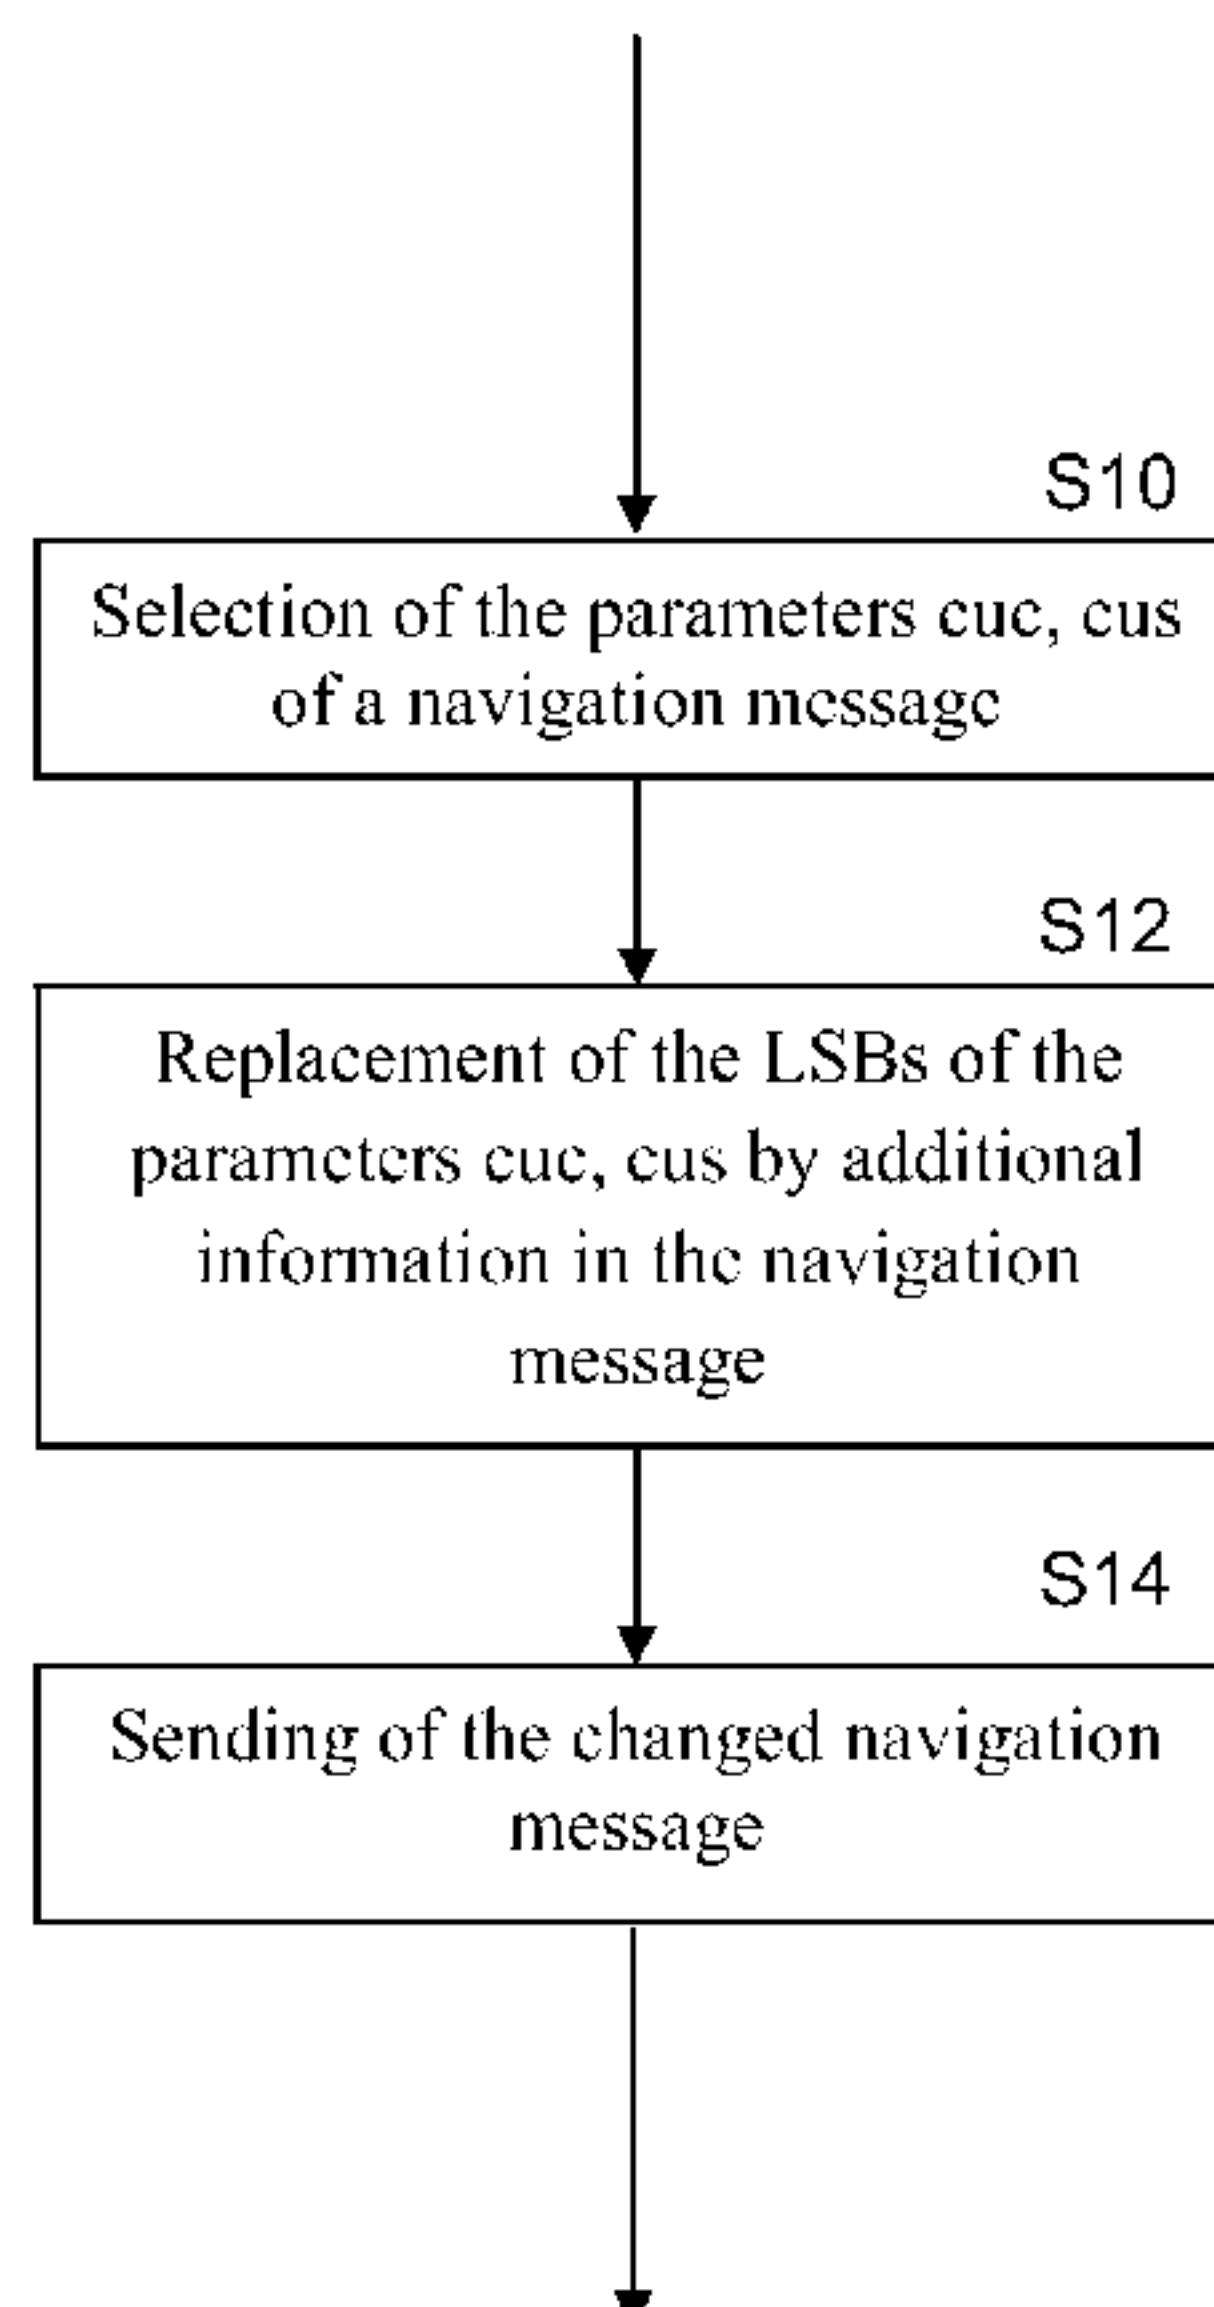 S10
Selection of the parameters cuc, cus
of a navigation message
S12
Replacement of the LSBs of the
parameters cuc, cus by additional
information in the navigation
message
S14
Sending of the changed navigation
message